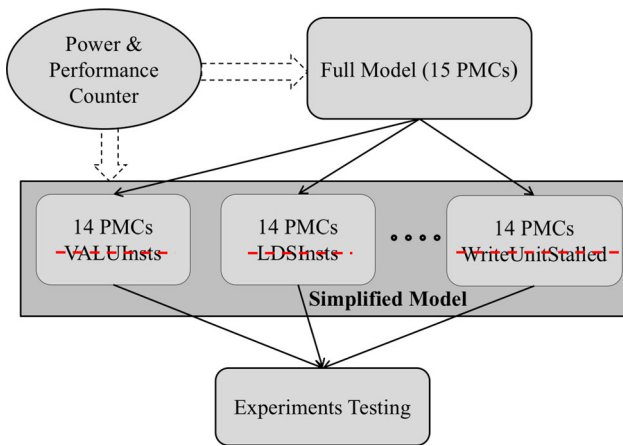 Power &
Performance
Counter
Full Model (15 PMCs)
14 PMCs
VALUInsts
14 PMCs
LDSInsts
14 PMCs
WriteUnitStalled
Simplified Model
Experiments Testing